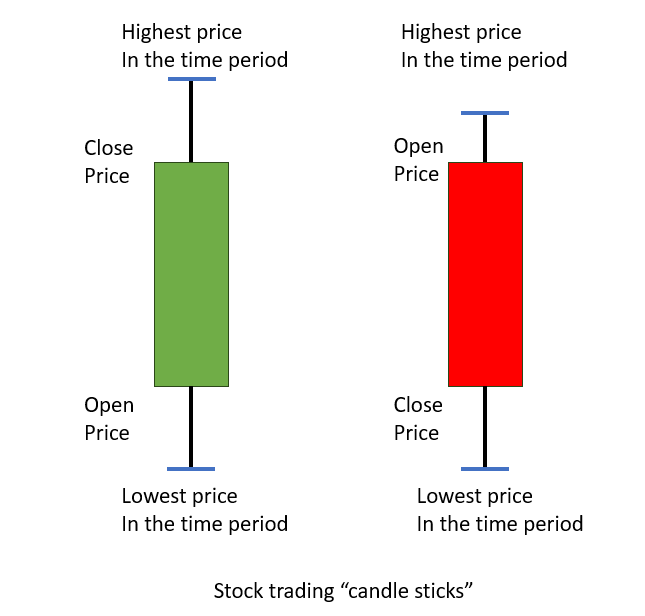 Highest price
In the time period
Highest price
In the time period
Close
Price
Open
Price
Open
Price
Close
Price
Lowest price
In the time period
Lowest price
In the time period
Stock trading “candle sticks”